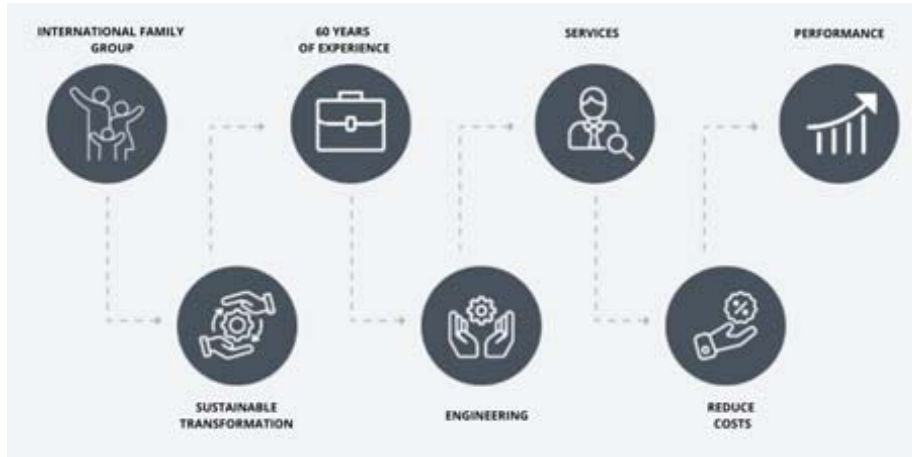 INTERNATIONAL FAMILY
GROUP
60 YEARS
OF EXPERIENCE
SERVICES
PERFORMANCE
%
SUSTAINABLE
TRANSFORMATION
ENGINEERING
REDUCE
COSTS